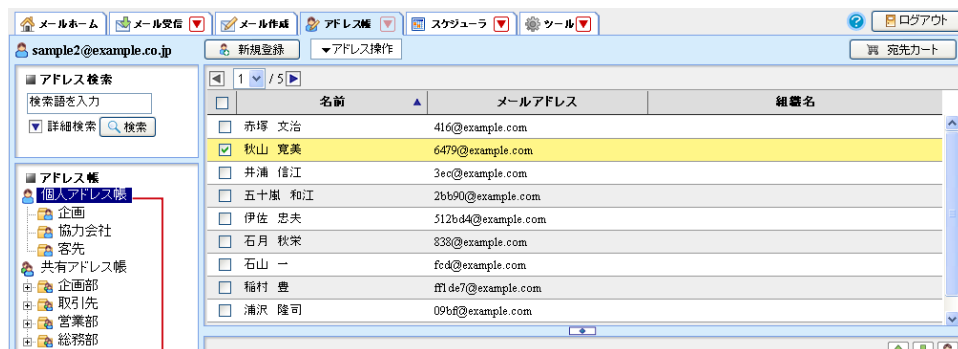 メールホーム メール受信 メール作成 アドレス帳 スケジューラ ツール ログアウト
sample2@example.co.jp 新規登録 ▼アドレス操作 宛先カート
■アドレス検索
検索語を入力
詳細検索 検索
■アドレス帳
個人アドレス帳
企画
協力会社
客先
共有アドレス帳
企画部
取引先
営業部
総務部
1 / 5
名前 ▲ メールアドレス 組織名
赤塚 文治 416@example.com
秋山 寛美 6479@example.com
井浦 信江 3ec@example.com
五十嵐 和江 2bb90@example.com
伊佐 忠夫 512bd4@example.com
石月 秋栄 838@example.com
石山 一 fcd@example.com
稲村 豊 ff1de7@example.com
浦沢 隆司 09bff@example.com